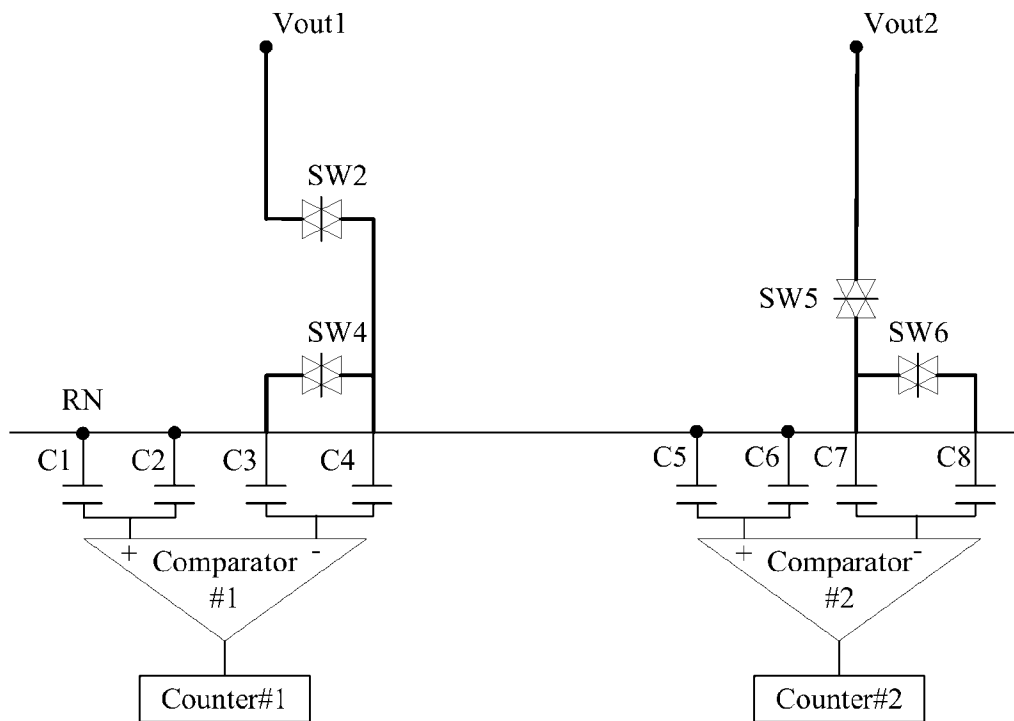 Vout1
Vout2
SW2
SW5
SW4
SW6
RN
C1
C2
C3
C4
C5
C6
C7
C8
+
-
+
-
Comparator
#1
Comparator
#2
Counter#1
Counter#2